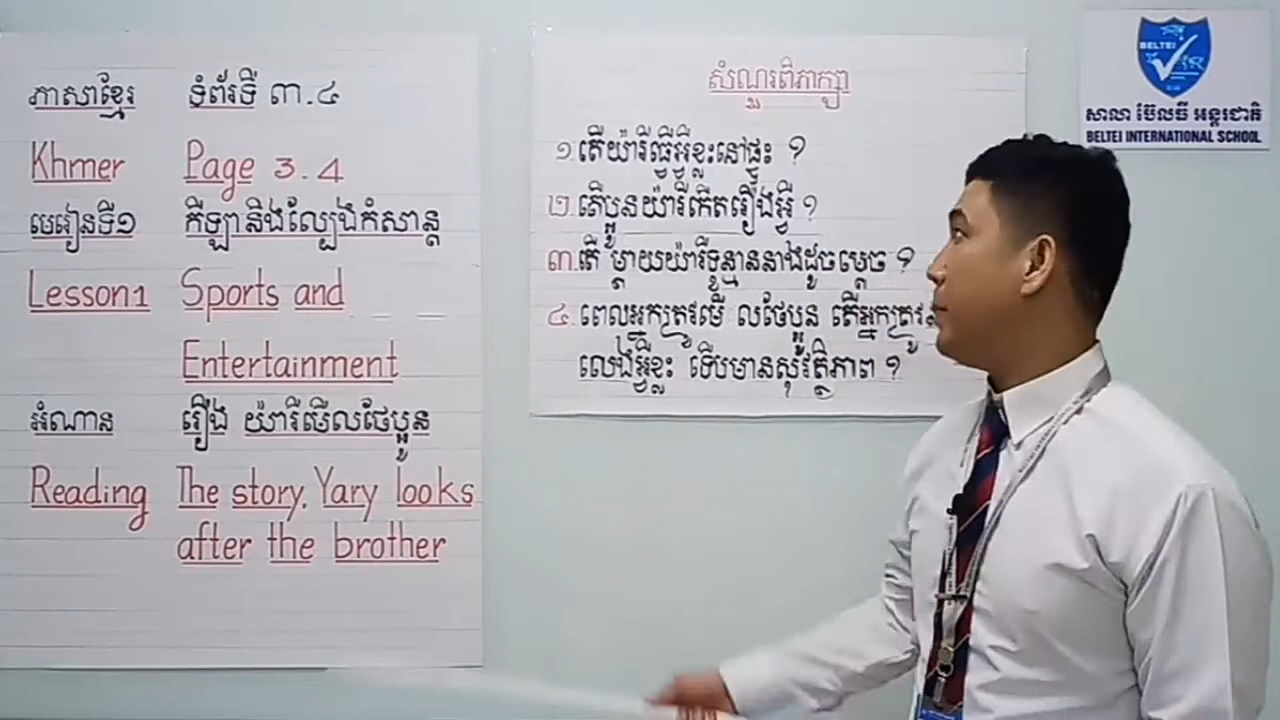 ភាសាខ្មែរ ទំព័រទី ៣.៤
Khmer Page 3.4
មេរៀនទី១ កីឡានិងល្បែងកំសាន្ត
Lesson1 Sports and
Entertainment
អំណាន រឿង យ៉ារីមើលថែប្អូន
Reading The story, Yary looks
after the brother
សំណួរពិភាក្សា
១.តើយ៉ារីធ្វើអ្វីខ្លះនៅផ្ទះ ?
២.តើប្អូនយ៉ារីកើតរឿងអ្វី ?
៣.តើ ម្តាយយ៉ារីទូន្មាននាងដូចម្តេច ?
៤.ពេលអ្នកត្រូវមើ លថែប្អូន តើអ្នកត្រូវ
លេងអ្វីខ្លះ ទើបមានសុវត្ថិភាព ?
BELTEI
សាលា ប៊ែលធី អន្តរជាតិ
BELTEI INTERNATIONAL SCHOOL